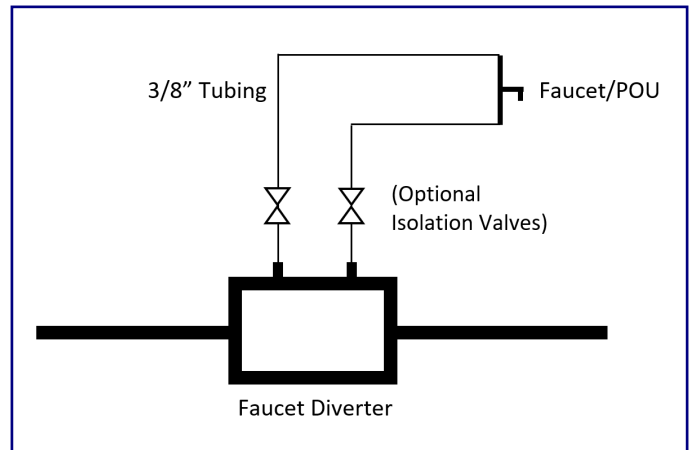 3/8” Tubing
Faucet/POU
(Optional
Isolation Valves)
Faucet Diverter